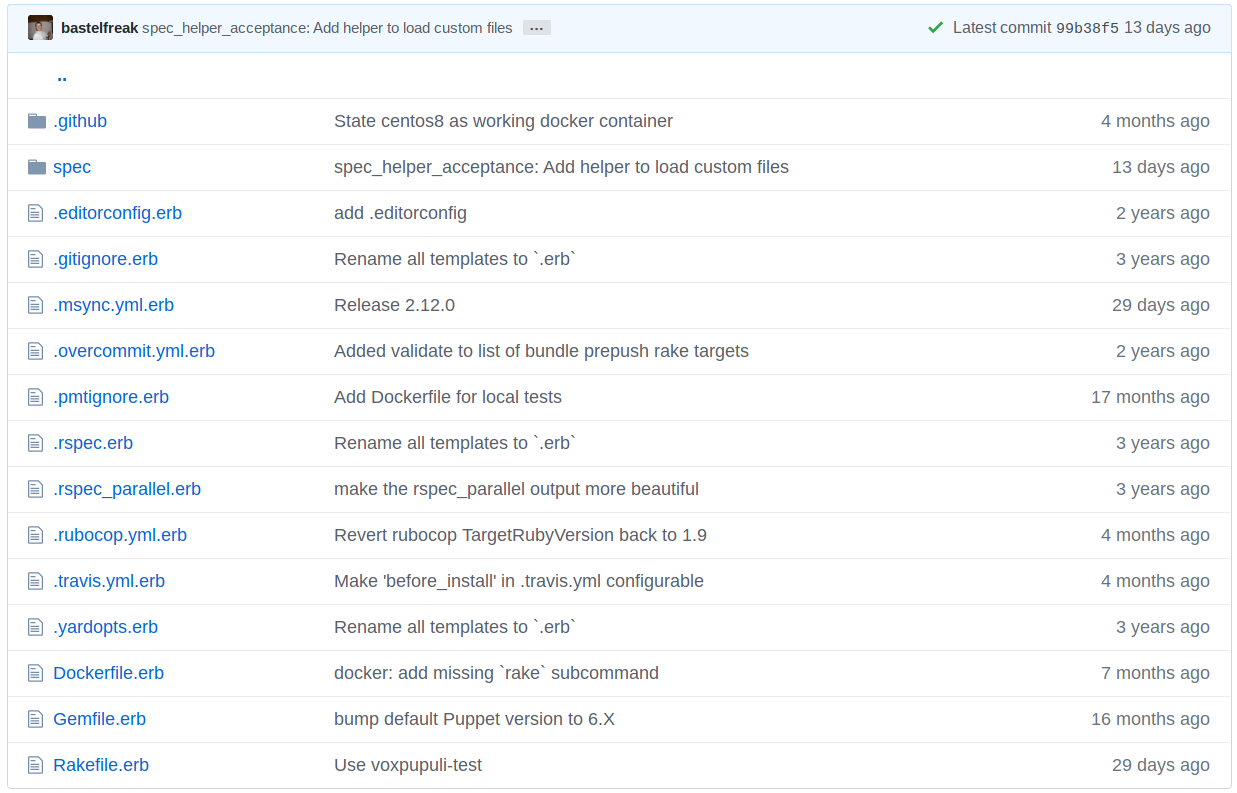 bastelfreak spec_helper_acceptance: Add helper to load custom files ... Latest commit 99b38f5 13 days ago
..
.github State centos8 as working docker container 4 months ago
spec spec_helper_acceptance: Add helper to load custom files 13 days ago
.editorconfig.erb add .editorconfig 2 years ago
.gitignore.erb Rename all templates to `.erb` 3 years ago
.msync.yml.erb Release 2.12.0 29 days ago
.overcommit.yml.erb Added validate to list of bundle prepush rake targets 2 years ago
.pmtignore.erb Add Dockerfile for local tests 17 months ago
.rspec.erb Rename all templates to `.erb` 3 years ago
.rspec_parallel.erb make the rspec_parallel output more beautiful 3 years ago
.rubocop.yml.erb Revert rubocop TargetRubyVersion back to 1.9 4 months ago
.travis.yml.erb Make 'before_install' in .travis.yml configurable 4 months ago
.yardopts.erb Rename all templates to `.erb` 3 years ago
Dockerfile.erb docker: add missing `rake` subcommand 7 months ago
Gemfile.erb bump default Puppet version to 6.X 16 months ago
Rakefile.erb Use voxpupuli-test 29 days ago